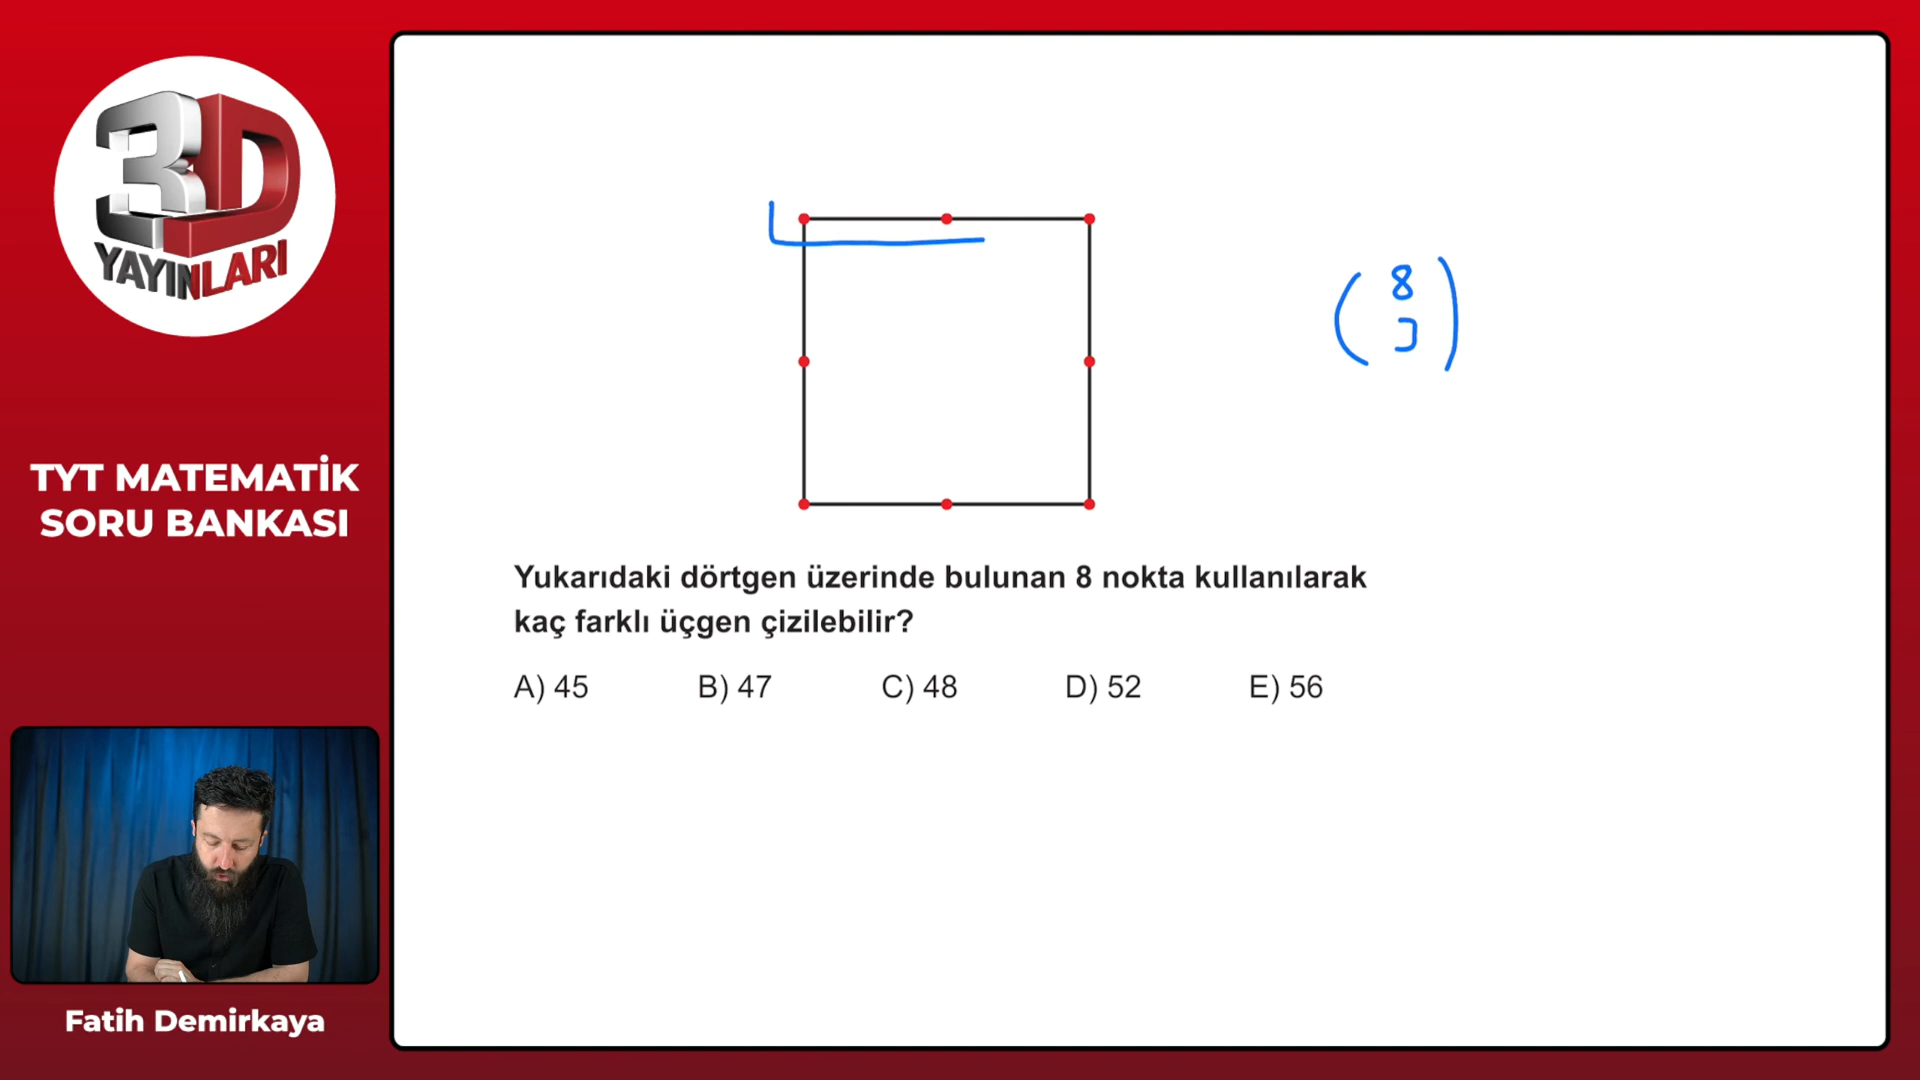 3D
YAYINLARI
TYT MATEMATİK
SORU BANKASI
Fatih Demirkaya
( 8
3 )
Yukarıdaki dörtgen üzerinde bulunan 8 nokta kullanılarak
kaç farklı üçgen çizilebilir?
A) 45 B) 47 C) 48 D) 52 E) 56